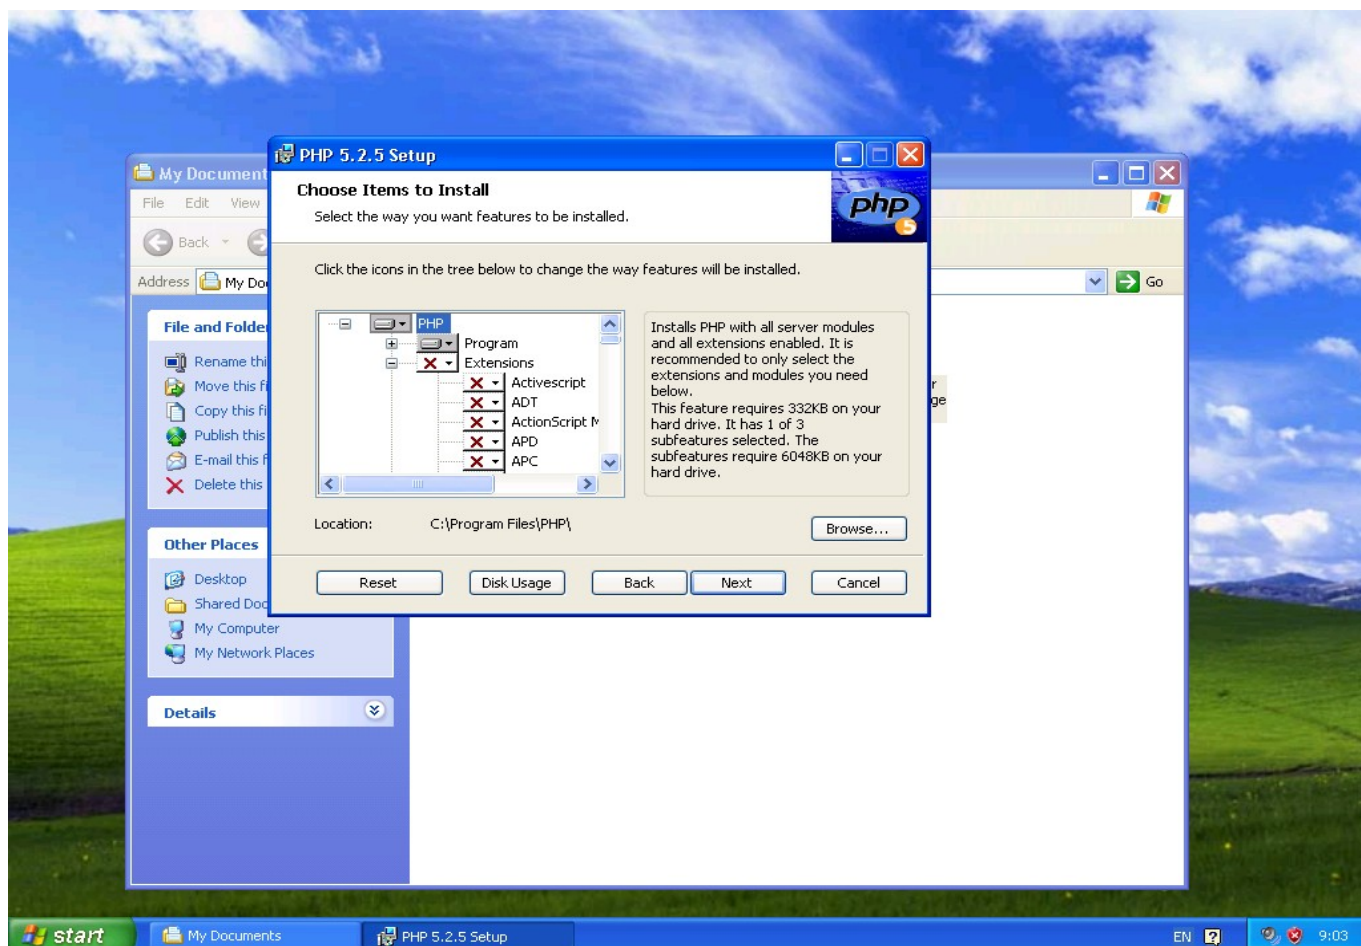 PHP 5.2.5 Setup
My Document
File Edit View
Back
Address My Do
Go
Choose Items to Install
Select the way you want features to be installed.
php
5
Click the icons in the tree below to change the way features will be installed.
PHP
Program
Extensions
Activescript
ADT
ActionScript
APD
APC
Installs PHP with all server modules
and all extensions enabled. It is
recommended to only select the
extensions and modules you need
below.
This feature requires 332KB on your
hard drive. It has 1 of 3
subfeatures selected. The
subfeatures require 6048KB on your
hard drive.
Location: C:\Program Files\PHP\
Browse...
Reset Disk Usage Back Next Cancel
File and Folde
Rename thi
Move this fi
Copy this fi
Publish this
E-mail this f
Delete this
Other Places
Desktop
Shared Doc
My Computer
My Network Places
Details
r
ge
start My Documents PHP 5.2.5 Setup EN ? 9:03